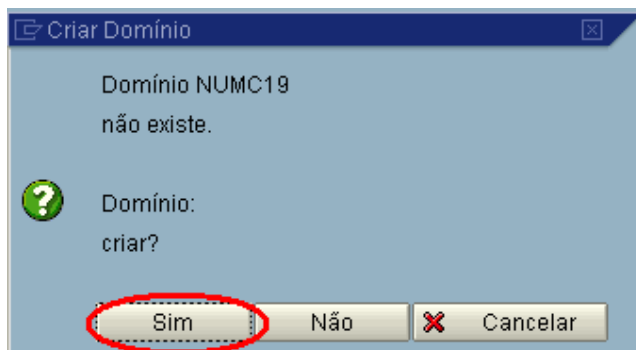 Criar Domínio
Domínio NUMC19
não existe.
Domínio:
criar?
Sim Não Cancelar